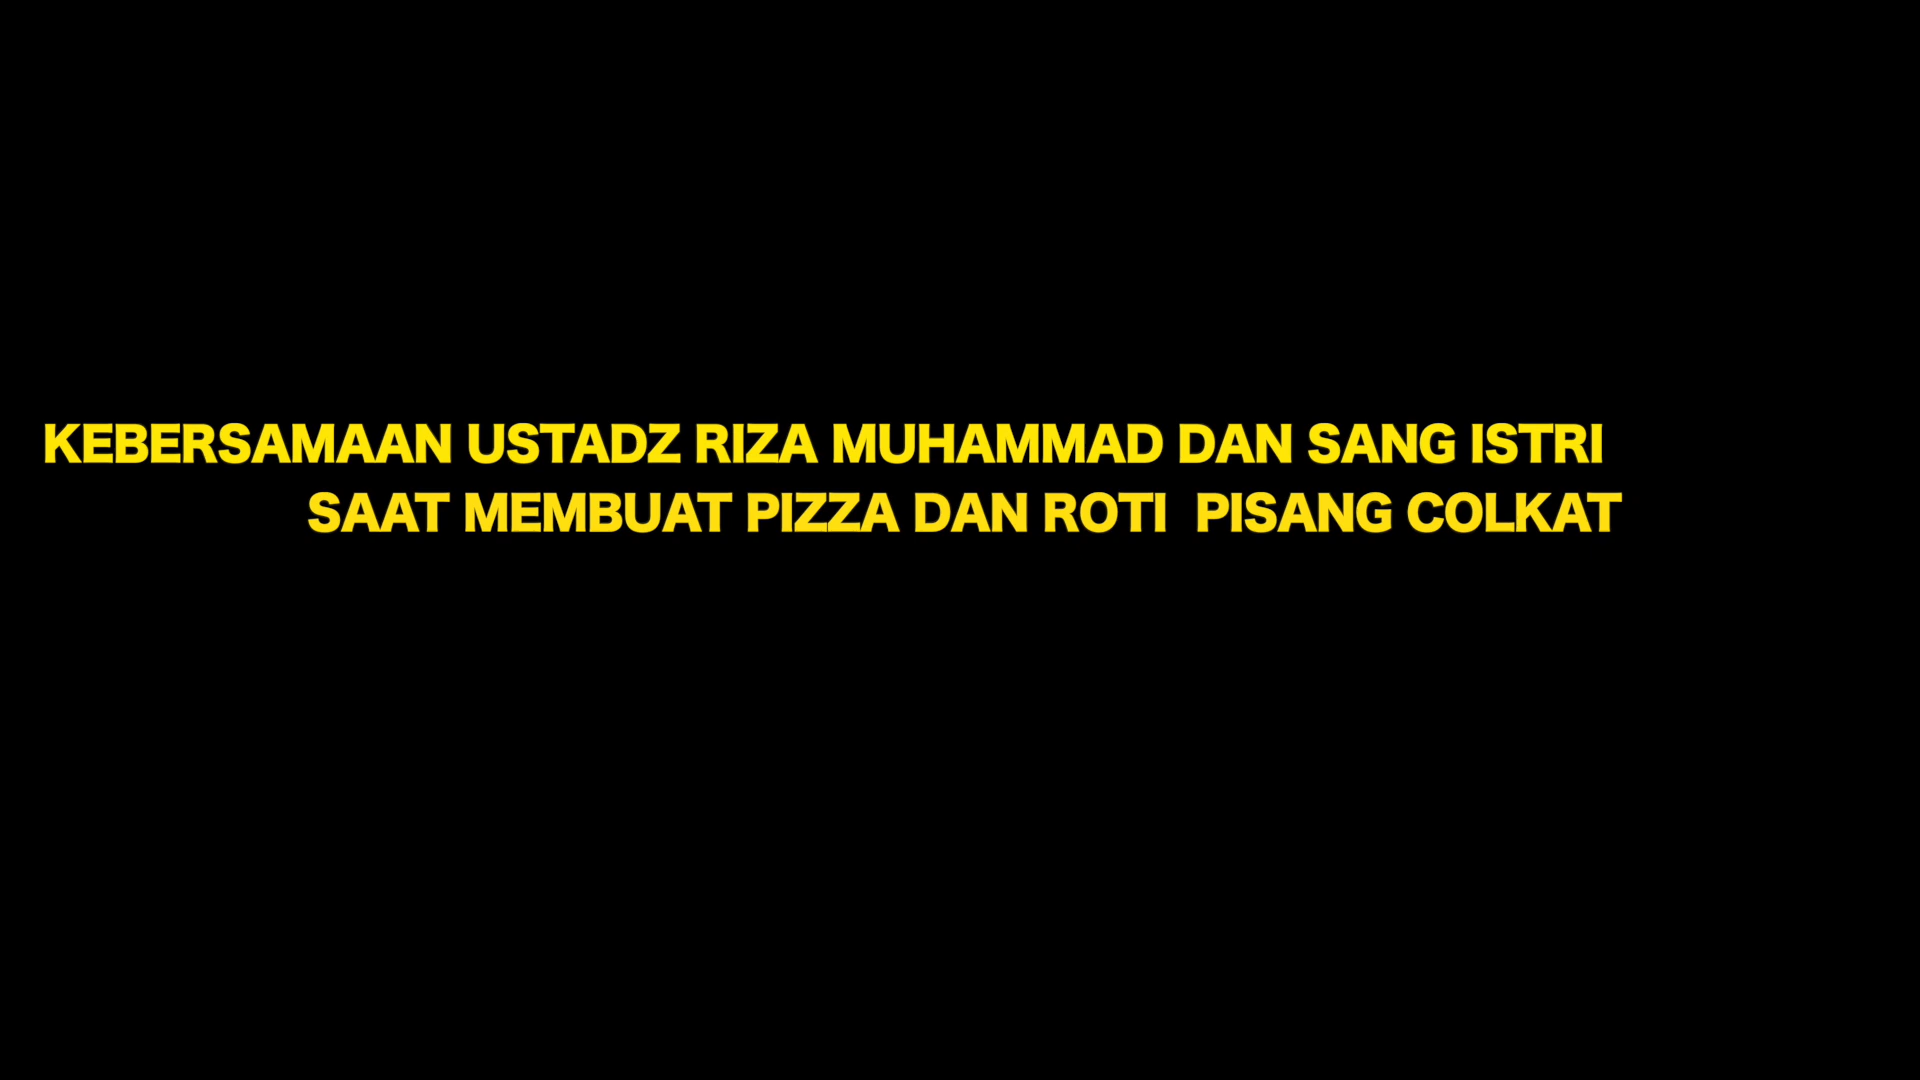 KEBERSAMAAN USTADZ RIZA MUHAMMAD DAN SANG ISTRI
SAAT MEMBUAT PIZZA DAN ROTI  PISANG COLKAT